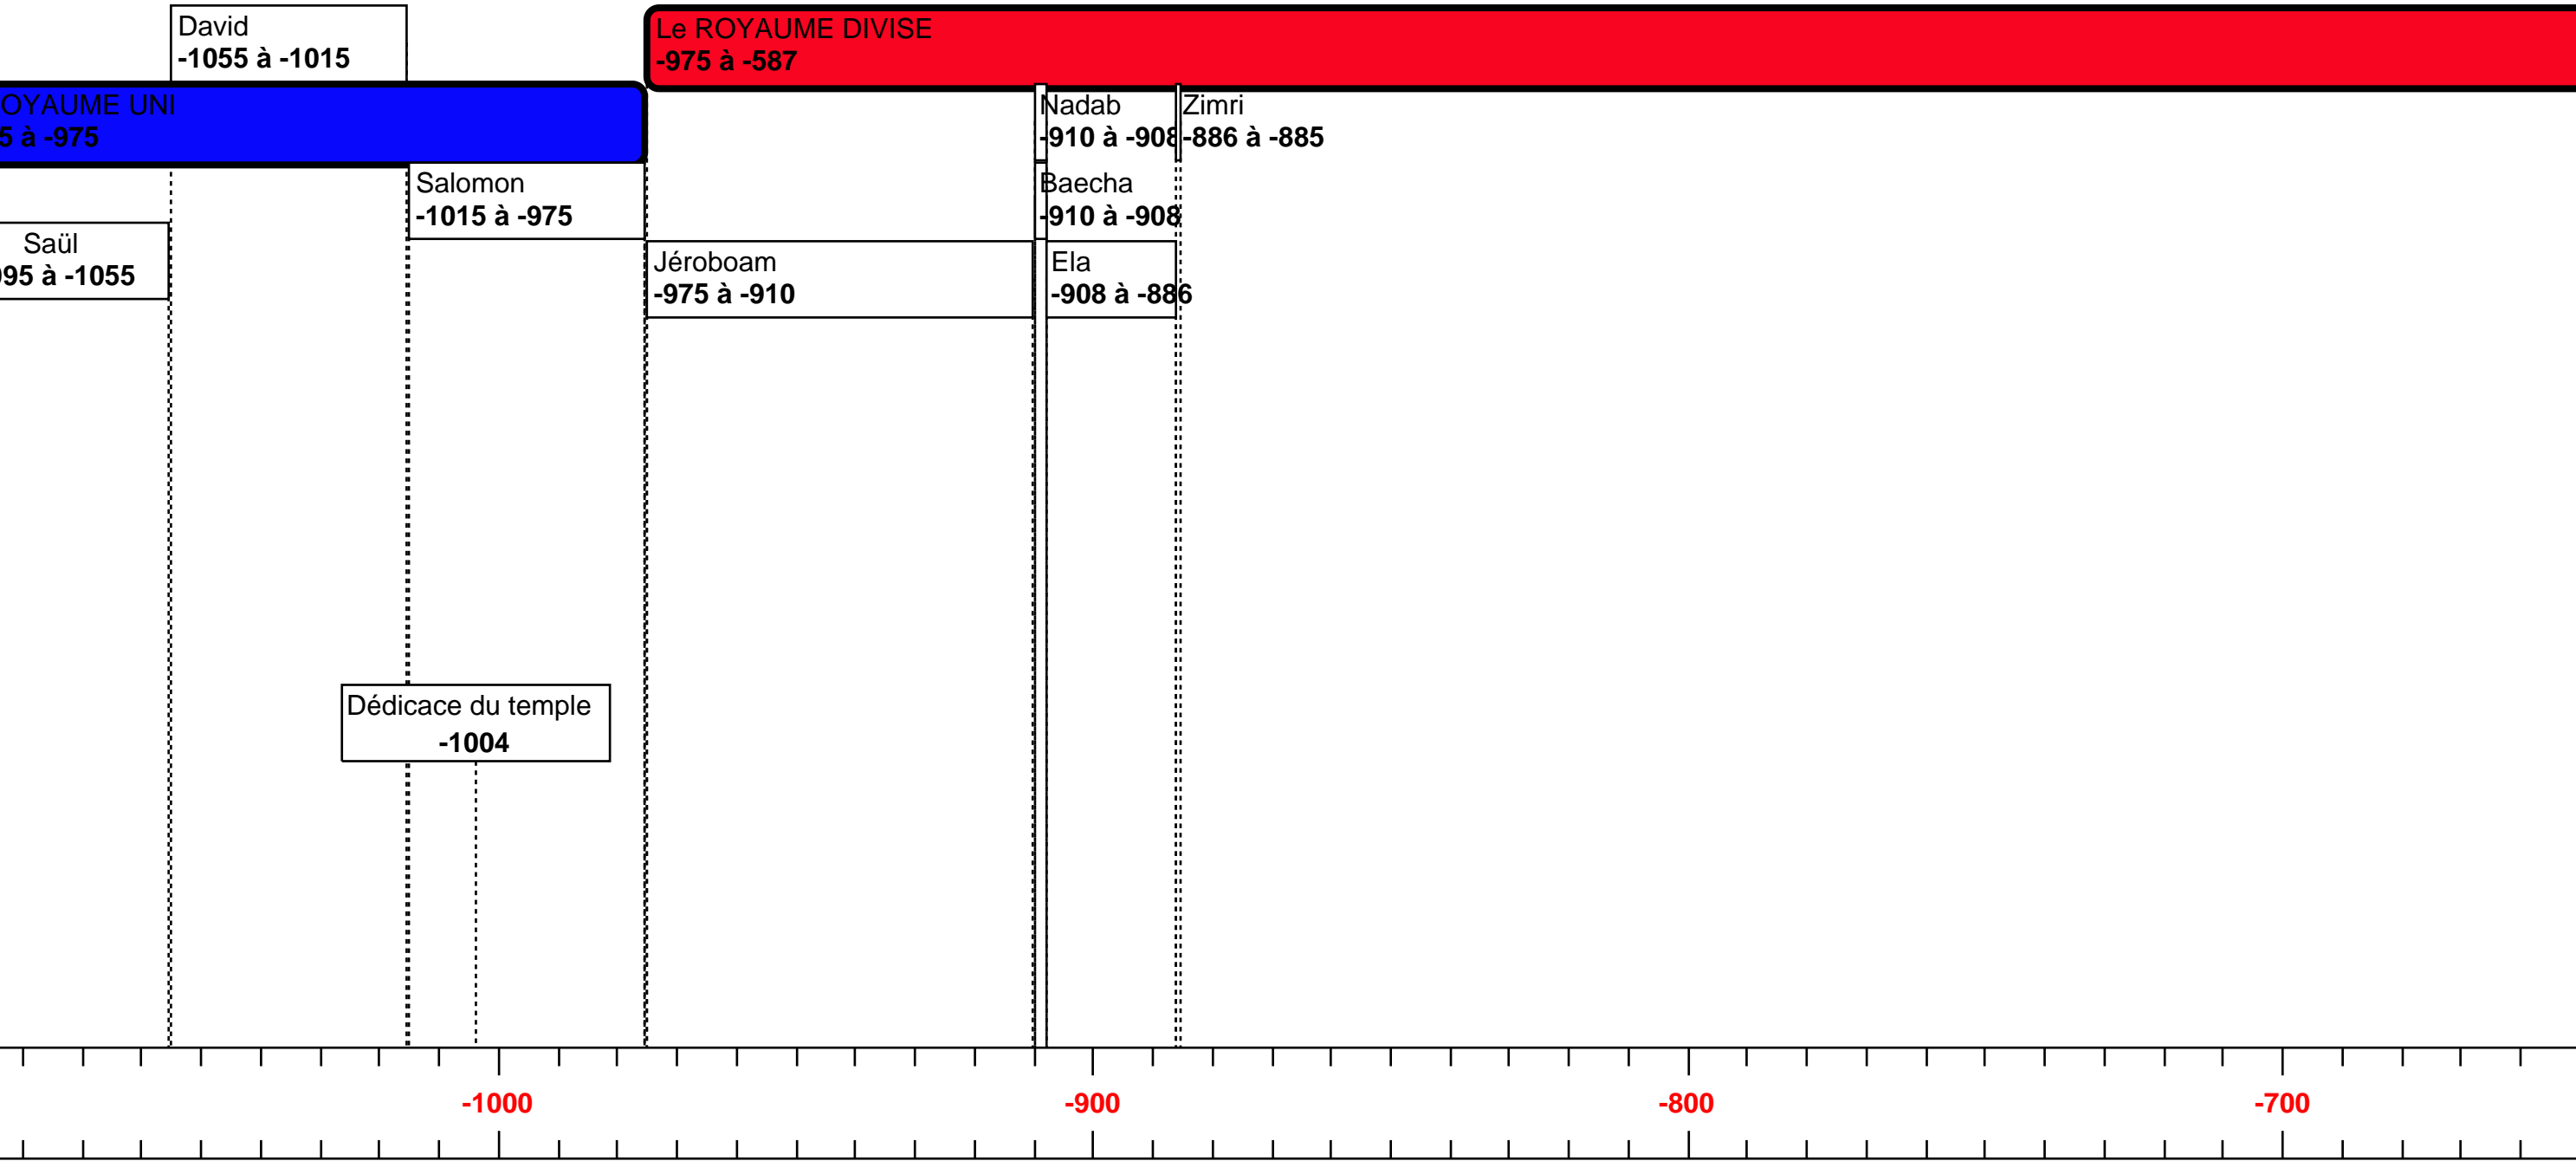 David
-1055 à -1015
Le ROYAUME DIVISE
-975 à -587
OYAUME UNI
5 à -975
Nadab
-910 à -908
Zimri
-886 à -885
Salomon
-1015 à -975
Baecha
-910 à -908
Saül
95 à -1055
Jéroboam
-975 à -910
Ela
-908 à -886
Dédicace du temple
-1004
-1000
-900
-800
-700